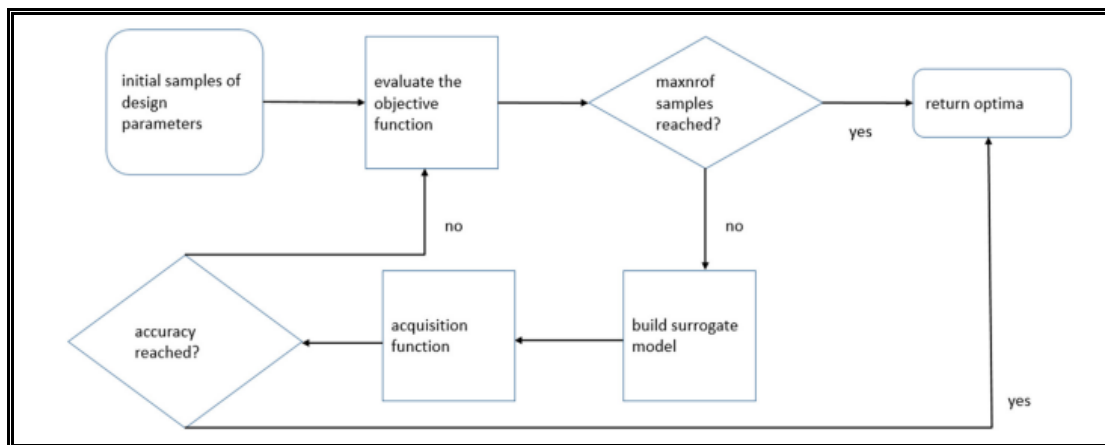 initial samples of
design
parameters
evaluate the
objective
function
maxnrof
samples
reached?
yes
return optima
no
no
accuracy
reached?
acquisition
function
build surrogate
model
yes